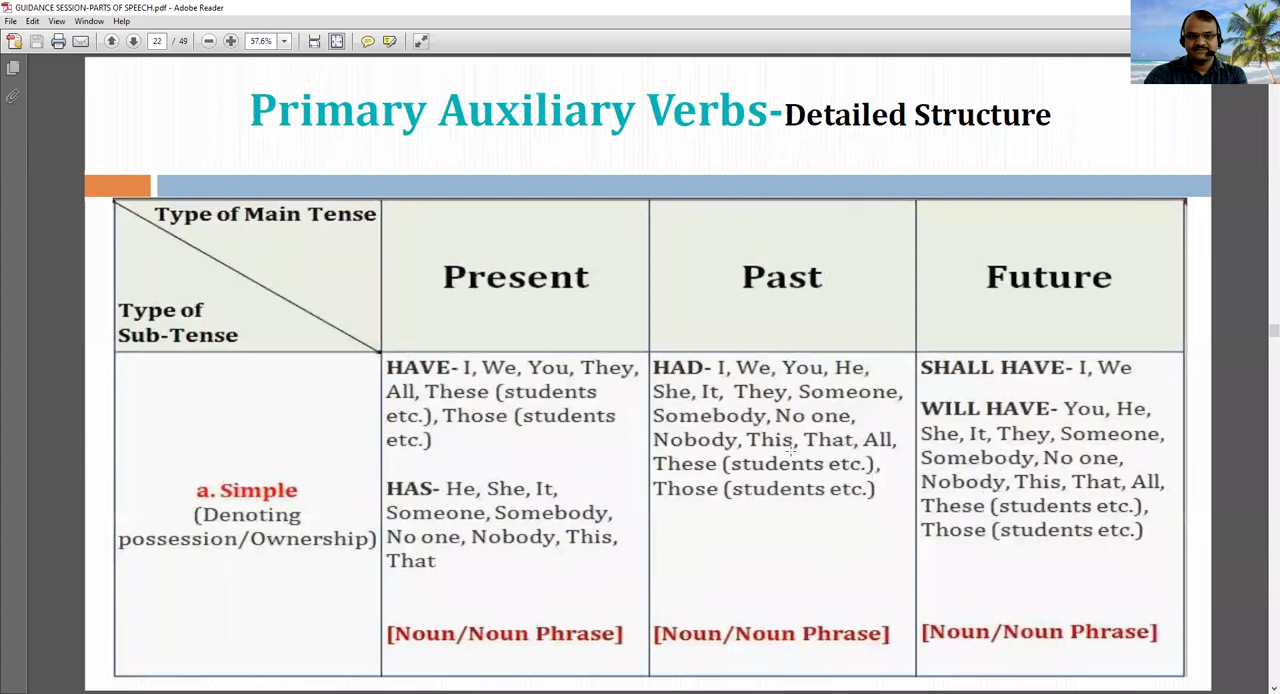 GUIDANCE SESSION-PARTS OF SPEECH.pdf - Adobe Reader
File Edit View Window Help
22 / 49 57.6%
Primary Auxiliary Verbs-Detailed Structure
Type of Main Tense
Type of
Sub-Tense
Present
Past
Future
a. Simple
(Denoting
possession/Ownership)
HAVE- I, We, You, They,
All, These (students
etc.), Those (students
etc.)
HAS- He, She, It,
Someone, Somebody,
No one, Nobody, This,
That
[Noun/Noun Phrase]
HAD- I, We, You, He,
She, It, They, Someone,
Somebody, No one,
Nobody, This, That, All,
These (students etc.),
Those (students etc.)
[Noun/Noun Phrase]
SHALL HAVE- I, We
WILL HAVE- You, He,
She, It, They, Someone,
Somebody, No one,
Nobody, This, That, All,
These (students etc.),
Those (students etc.)
[Noun/Noun Phrase]